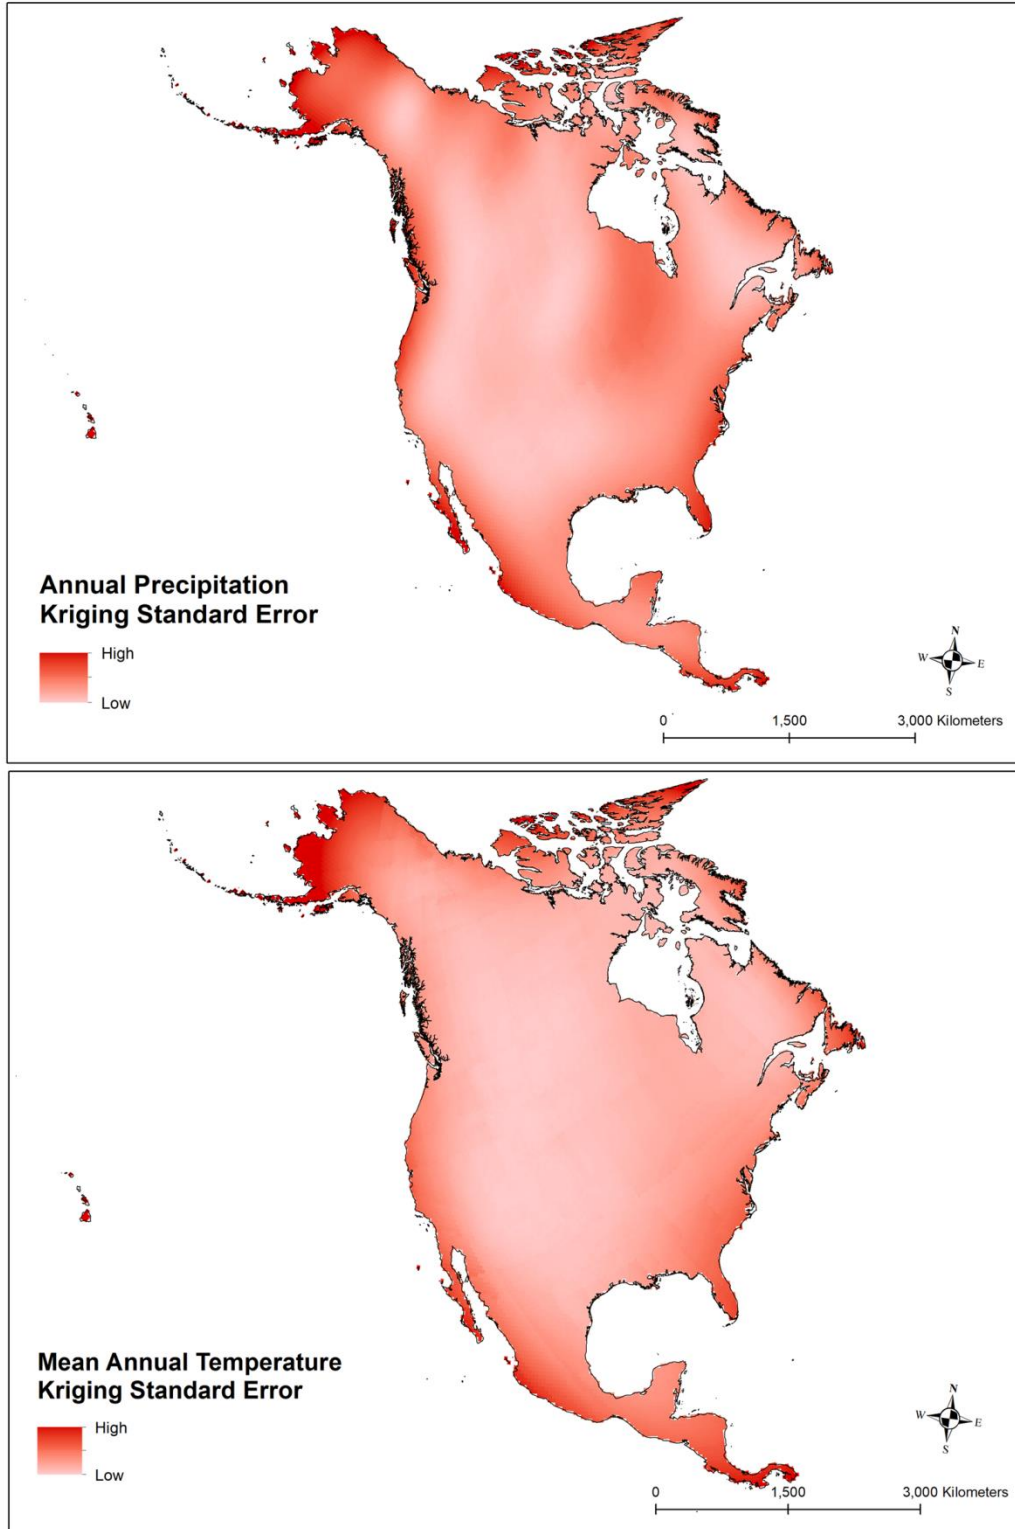 Annual Precipitation
Kriging Standard Error
High
Low
N
W
E
S
0
1,500
3,000 Kilometers
Mean Annual Temperature
Kriging Standard Error
High
Low
N
W
E
S
0
1,500
3,000 Kilometers